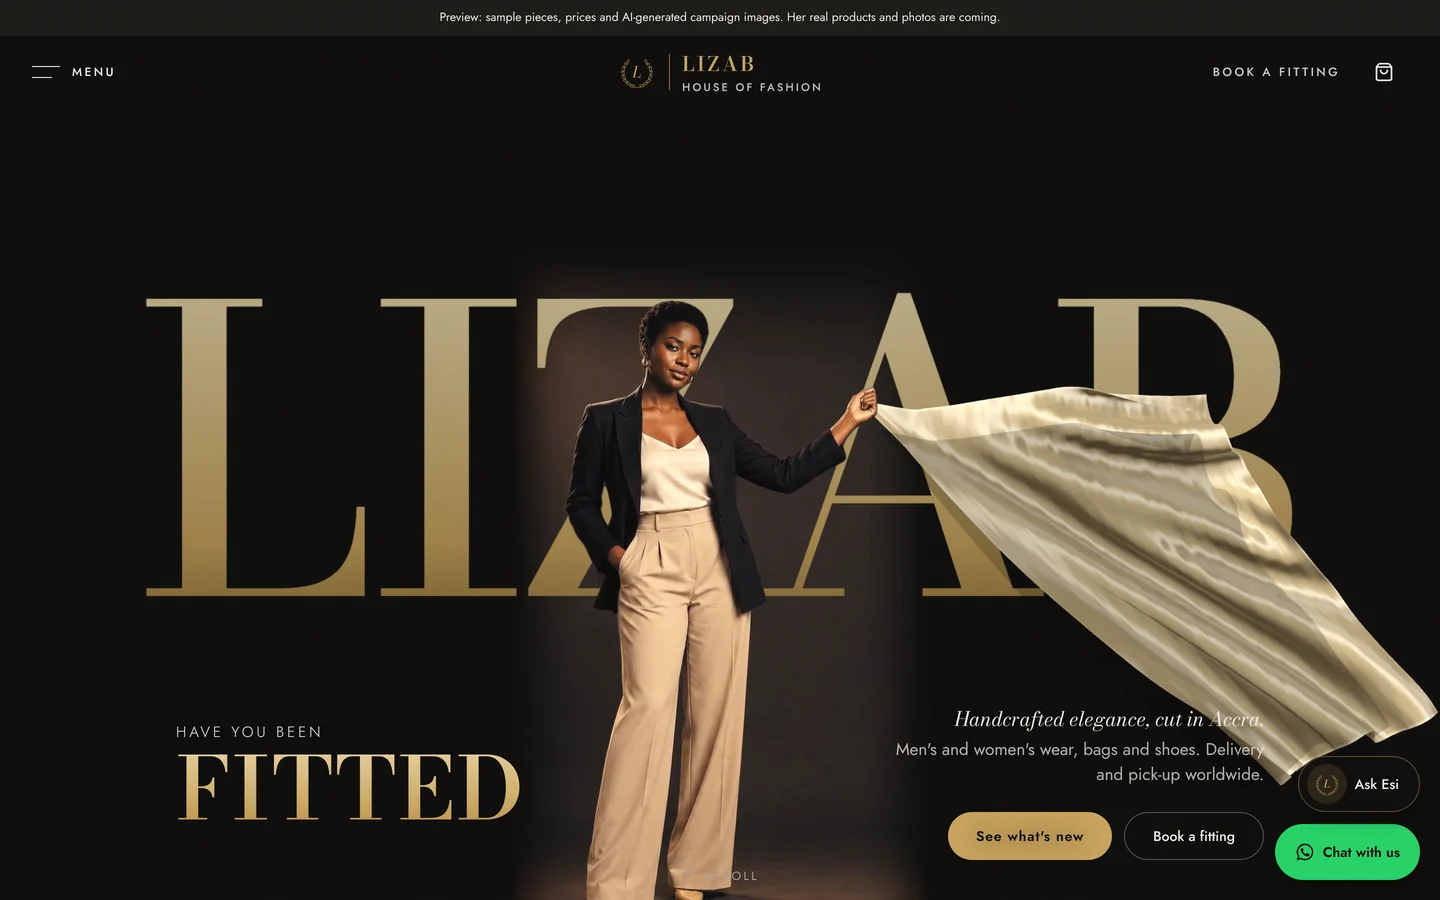 Preview: sample pieces, prices and AI-generated campaign images. Her real products and photos are coming.
MENU
L
LIZAB
HOUSE OF FASHION
BOOK A FITTING
LIZAB
HAVE YOU BEEN
FITTED
Handcrafted elegance, cut in Accra.
Men's and women's wear, bags and shoes. Delivery
and pick-up worldwide.
See what's new
Book a fitting
L
Ask Esi
Chat with us